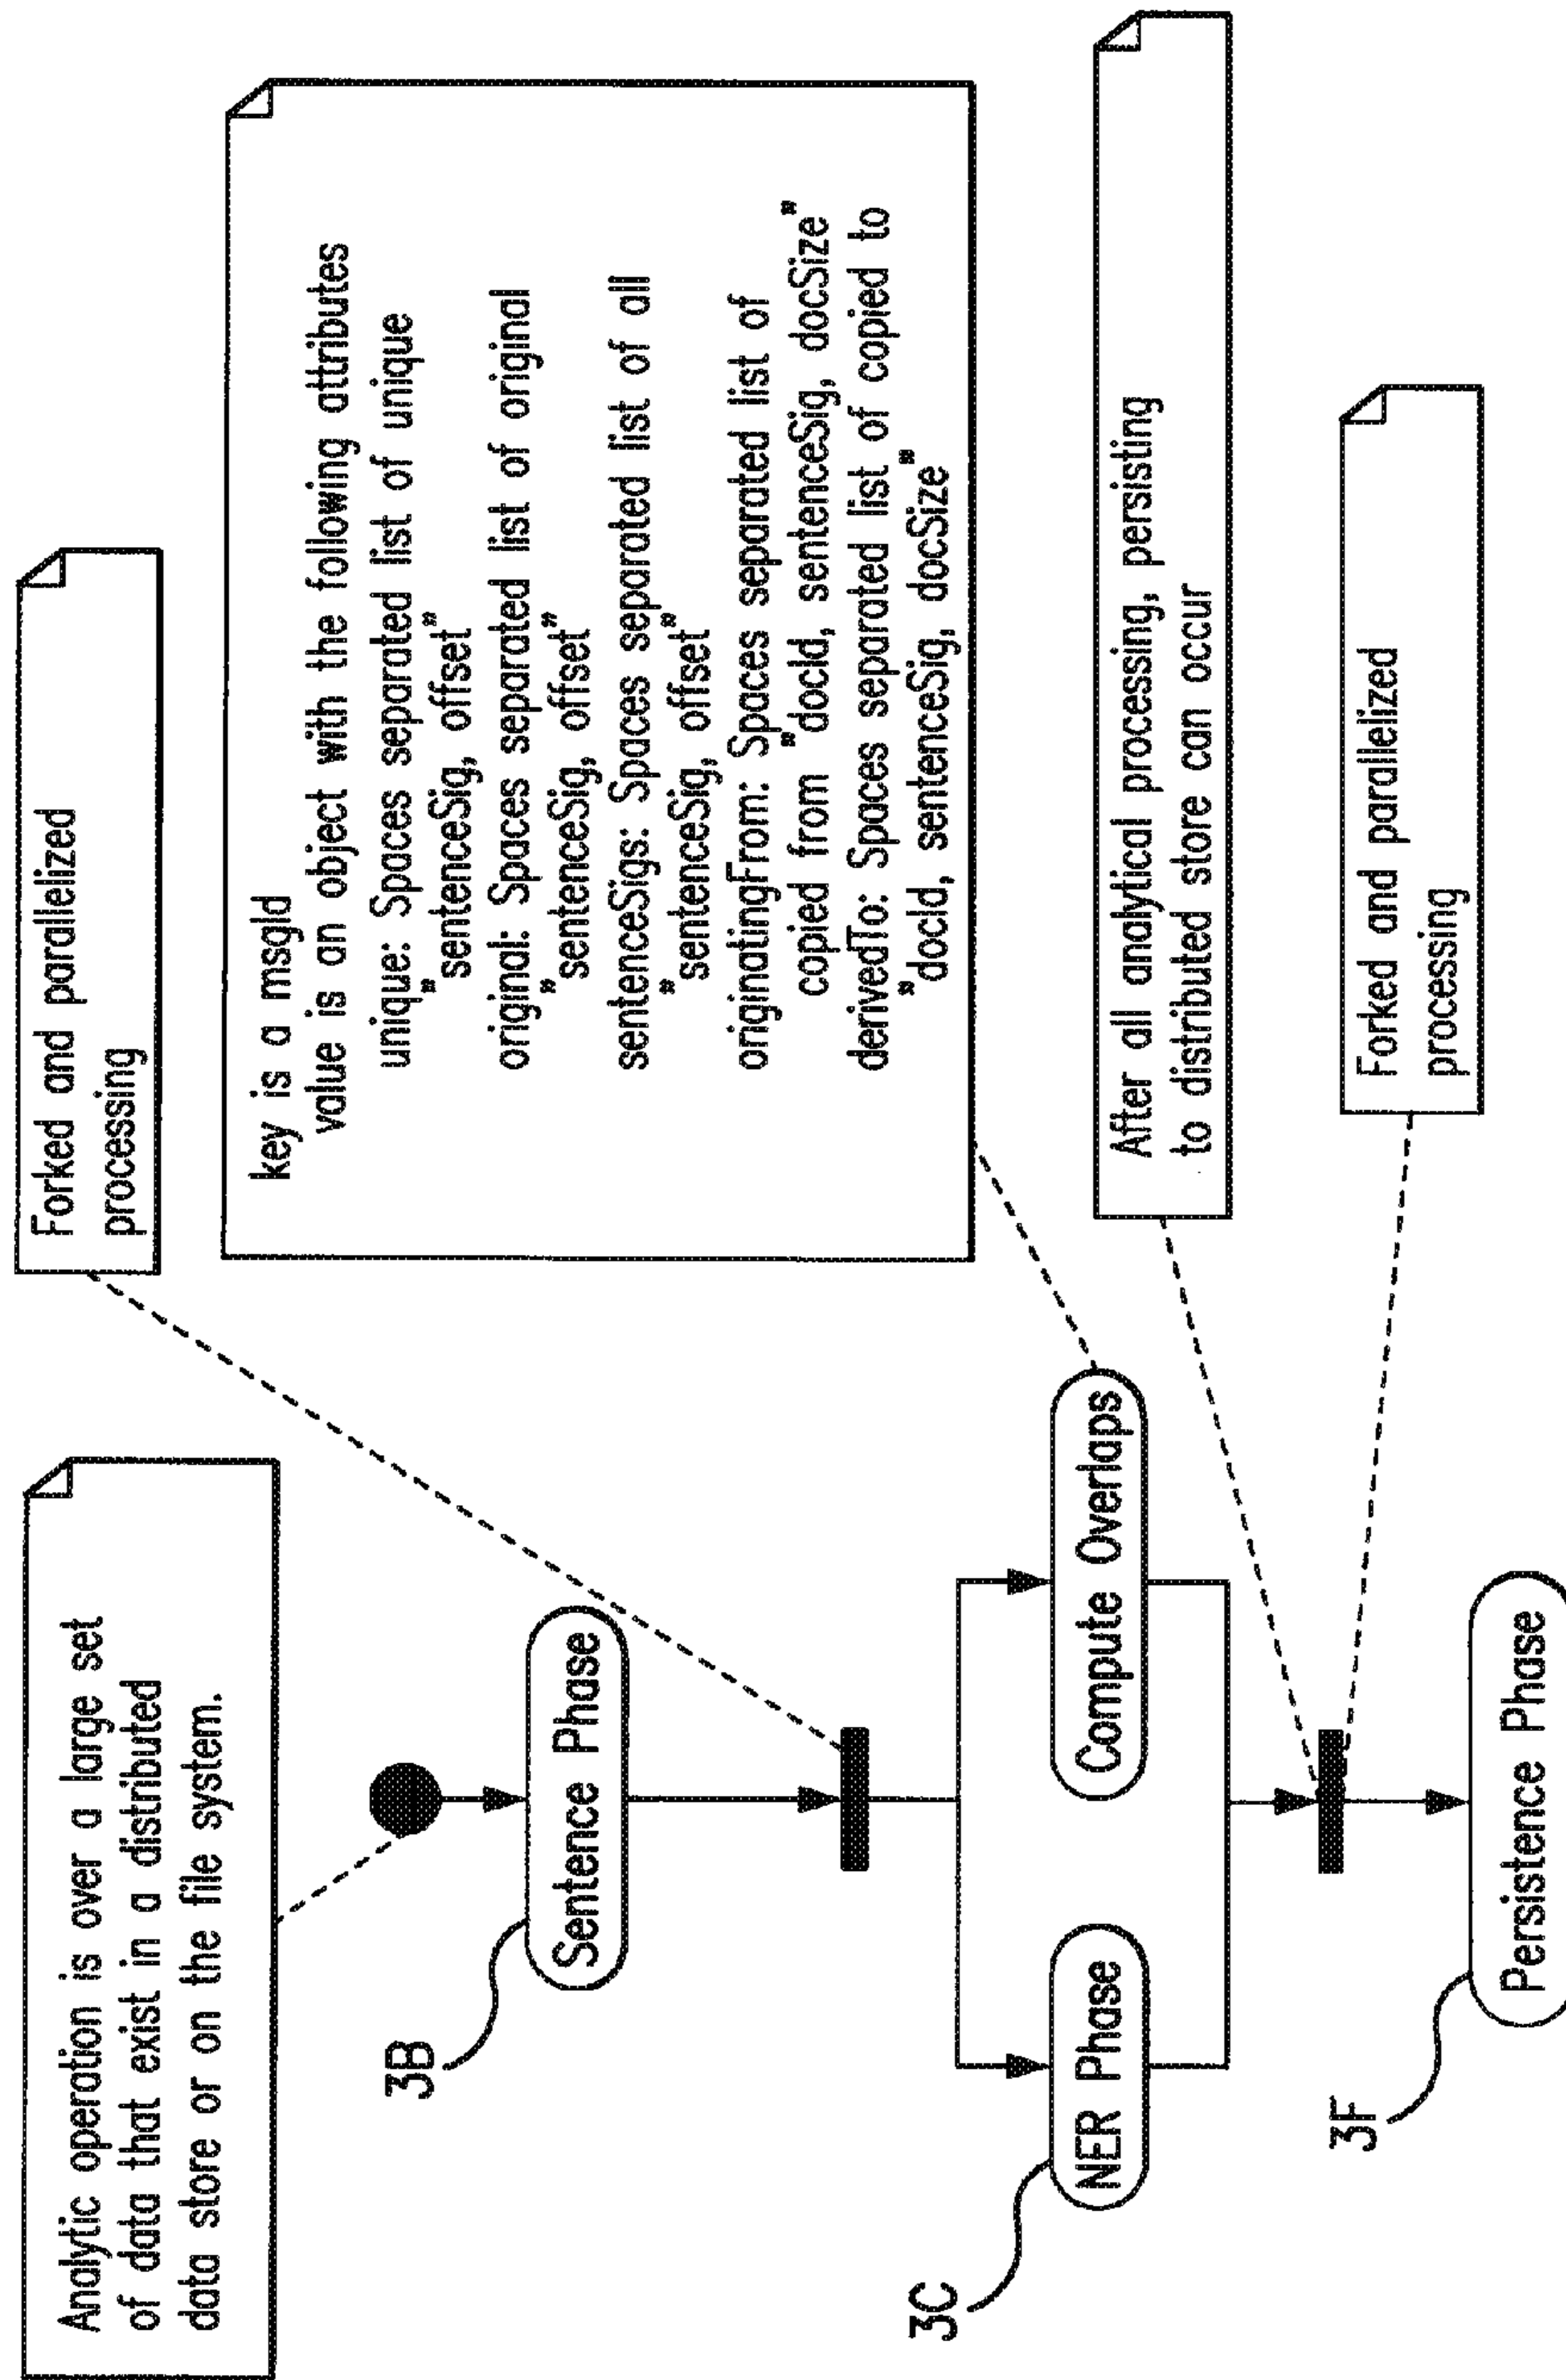 Analytic operation is over a large set
of data that exist in a distributed
data store or on the file system.
Forked and parallelized
processing
3B
Sentence Phase
key is a msgId
value is an object with the following attributes
unique: Spaces separated list of unique
"sentenceSig, offset"
original: Spaces separated list of original
"sentenceSig, offset"
sentenceSigs: Spaces separated list of all
"sentenceSig, offset"
originatingFrom: Spaces separated list of
copied from "docId, sentenceSig, docSize"
derivedTo: Spaces separated list of copied to
"docId, sentenceSig, docSize"
3C
NER Phase
Compute Overlaps
After all analytical processing, persisting
to distributed store can occur
3F
Persistence Phase
Forked and parallelized
processing